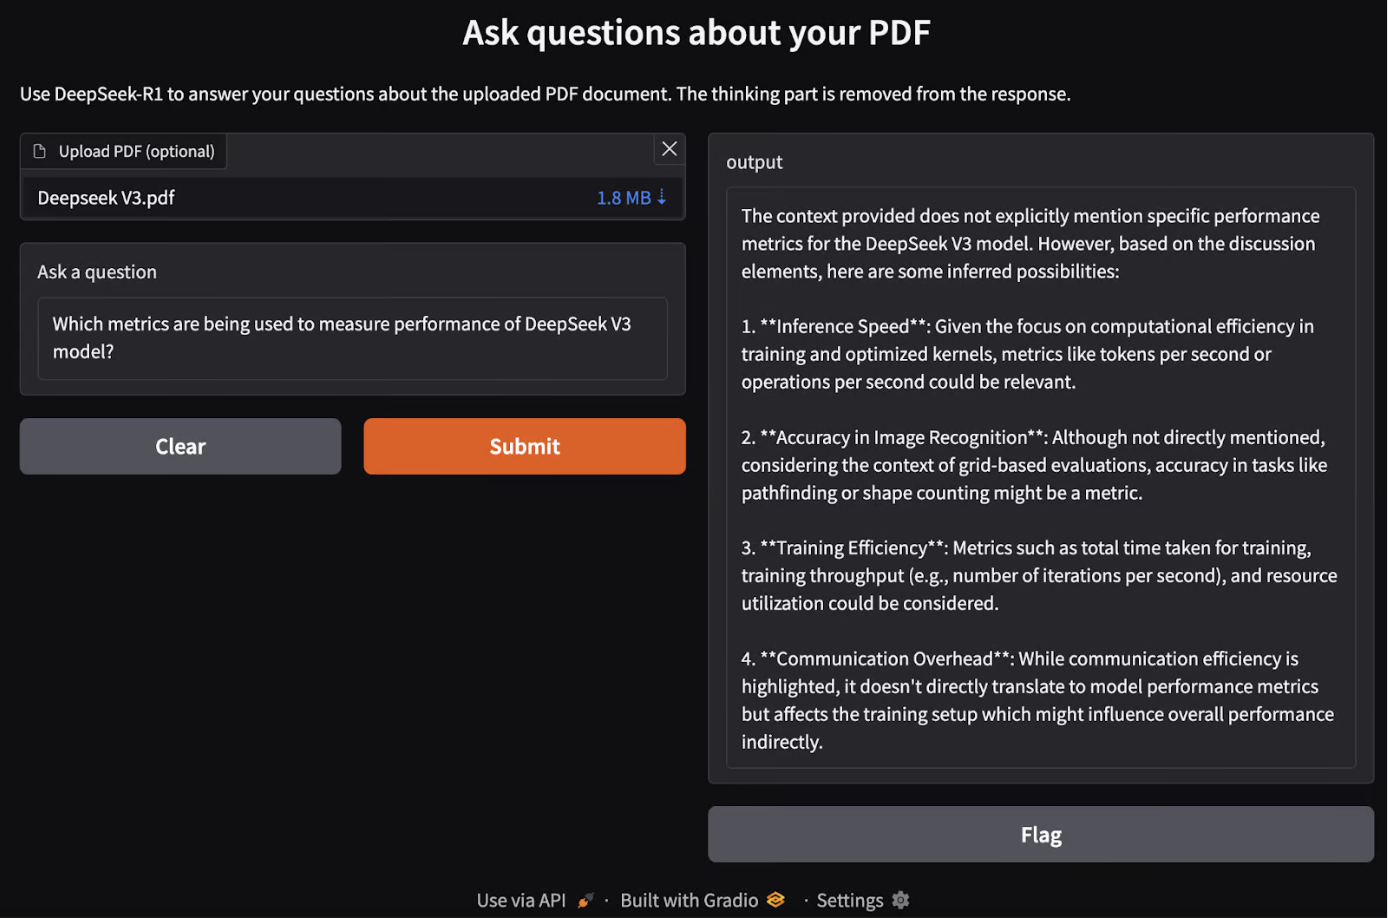 Ask questions about your PDF
Use DeepSeek-R1 to answer your questions about the uploaded PDF document. The thinking part is removed from the response.
Upload PDF (optional)
Deepseek V3.pdf
1.8 MB ⇣
Ask a question
Which metrics are being used to measure performance of DeepSeek V3
model?
Clear
Submit
output
The context provided does not explicitly mention specific performance
metrics for the DeepSeek V3 model. However, based on the discussion
elements, here are some inferred possibilities:
1. **Inference Speed**: Given the focus on computational efficiency in
training and optimized kernels, metrics like tokens per second or
operations per second could be relevant.
2. **Accuracy in Image Recognition**: Although not directly mentioned,
considering the context of grid-based evaluations, accuracy in tasks like
pathfinding or shape counting might be a metric.
3. **Training Efficiency**: Metrics such as total time taken for training,
training throughput (e.g., number of iterations per second), and resource
utilization could be considered.
4. **Communication Overhead**: While communication efficiency is
highlighted, it doesn't directly translate to model performance metrics
but affects the training setup which might influence overall performance
indirectly.
Flag
Use via API · Built with Gradio · Settings